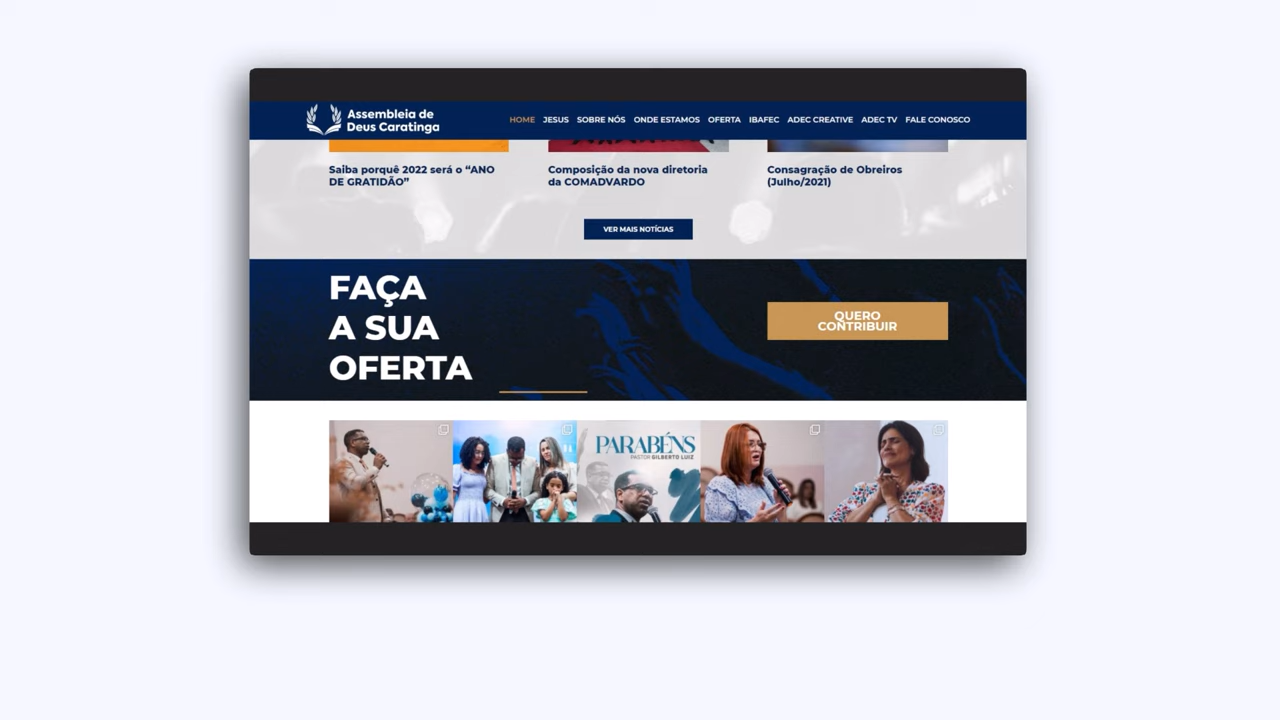 Assembleia de
Deus Caratinga
HOME JESUS SOBRE NÓS ONDE ESTAMOS OFERTA IBAFEC ADEC CREATIVE ADEC TV FALE CONOSCO
Saiba porquê 2022 será o “ANO
DE GRATIDÃO”
Composição da nova diretoria
da COMADVARDO
Consagração de Obreiros
(Julho/2021)
VER MAIS NOTÍCIAS
FAÇA
A SUA
OFERTA
QUERO
CONTRIBUIR
PARABÉNS
PASTOR GILBERTO LUIZ